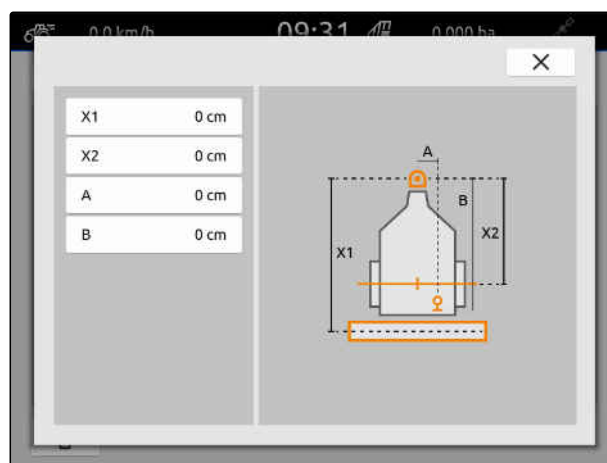 0.0 km/h 09:31 0.000 ha
X1 0 cm
X2 0 cm
A 0 cm
B 0 cm
A
B
X2
X1